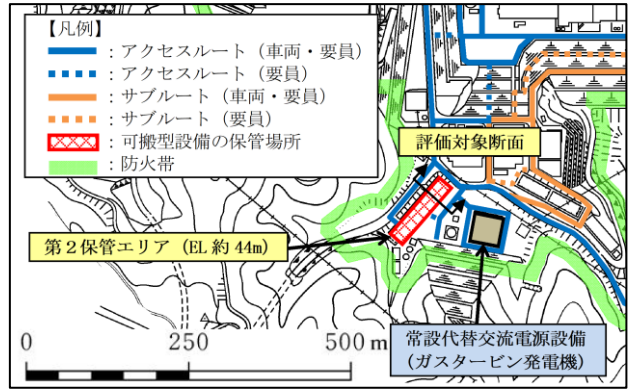 【凡例】
：アクセスルート（車両・要員）
：アクセスルート（要員）
：サブルート（車両・要員）
：サブルート（要員）
：可搬型設備の保管場所
：防火帯
評価対象断面
第２保管エリア（EL 約 44m）
常設代替交流電源設備
（ガスタービン発電機）
0 250 500 m